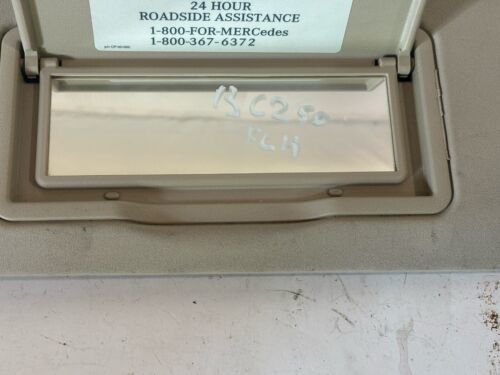 24 HOUR
ROADSIDE ASSISTANCE
1-800-FOR-MERCedes
1-800-367-6372
13 C250